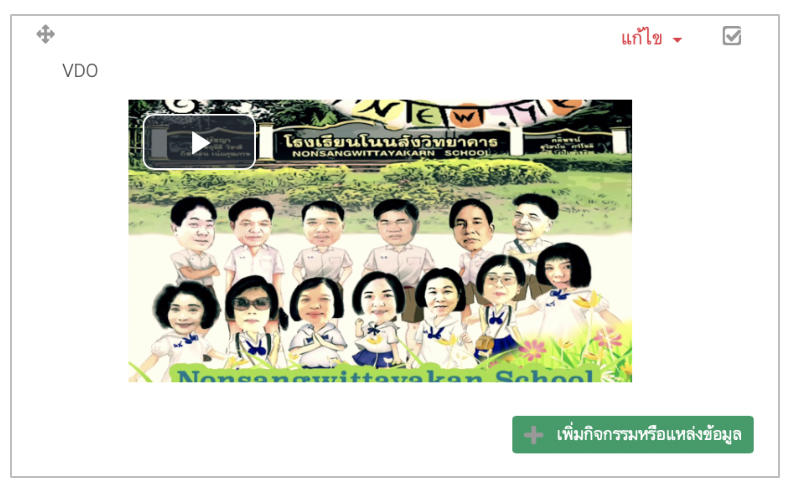 แก้ไข
VDO
NEW ME
โรงเรียนโนนสังวิทยาคาร
NONSANGWITTAYAKARN SCHOOL
Nonsangwittayakan School
เพิ่มกิจกรรมหรือแหล่งข้อมูล